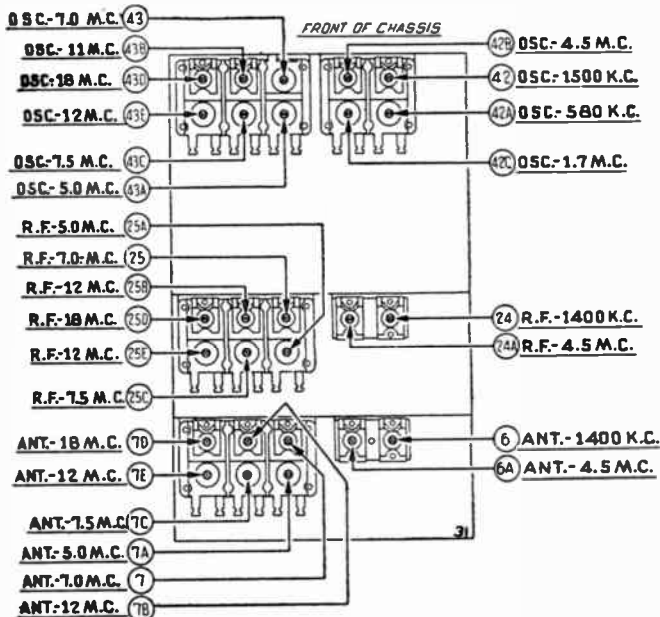 OSC.-7.0 M.C. 43
FRONT OF CHASSIS
OSC.-11 M.C. 43B
42B OSC.-4.5 M.C.
OSC.-18 M.C. 43D
42 OSC.-1500 K.C.
OSC.-12 M.C. 43E
42A OSC.-580 K.C.
OSC.-7.5 M.C. 43C
42C OSC.-1.7 M.C.
OSC.-5.0 M.C. 43A
R.F.-5.0 M.C. 25A
R.F.-7.0 M.C. 25
R.F.-12 M.C. 25B
R.F.-18 M.C. 25D
24 R.F.-1400 K.C.
R.F.-12 M.C. 25E
24A R.F.-4.5 M.C.
R.F.-7.5 M.C. 25C
ANT.-18 M.C. 7D
6 ANT.-1400 K.C.
ANT.-12 M.C. 7E
6A ANT.-4.5 M.C.
ANT.-7.5 M.C. 7C
31
ANT.-5.0 M.C. 7A
ANT.-7.0 M.C. 7
ANT.-12 M.C. 7B